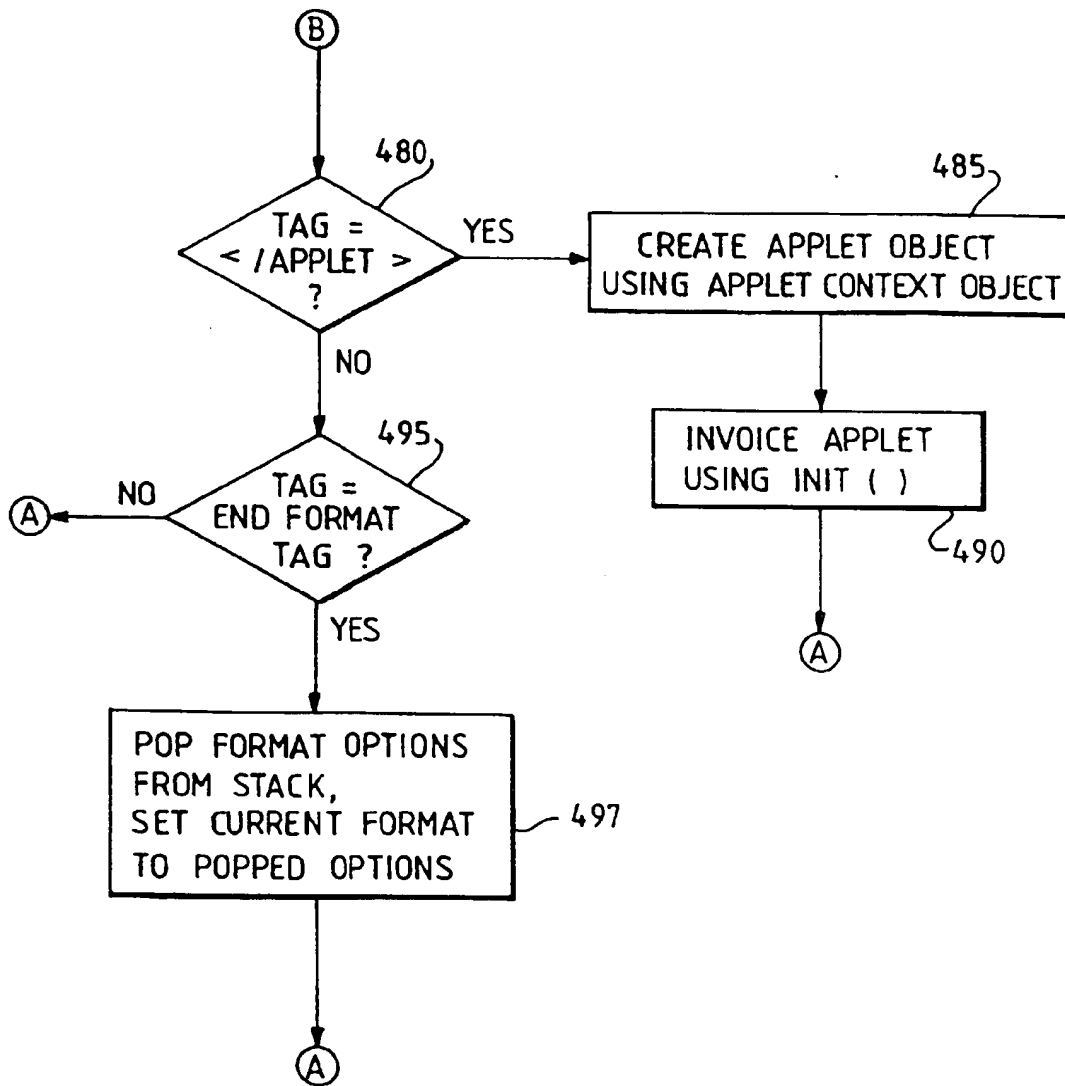 B
480
TAG =
< /APPLET >
?
YES
485
CREATE APPLET OBJECT
USING APPLET CONTEXT OBJECT
NO
495
TAG =
END FORMAT
TAG ?
NO
A
INVOICE APPLET
USING INIT ( )
490
A
YES
POP FORMAT OPTIONS
FROM STACK,
SET CURRENT FORMAT
TO POPPED OPTIONS
497
A